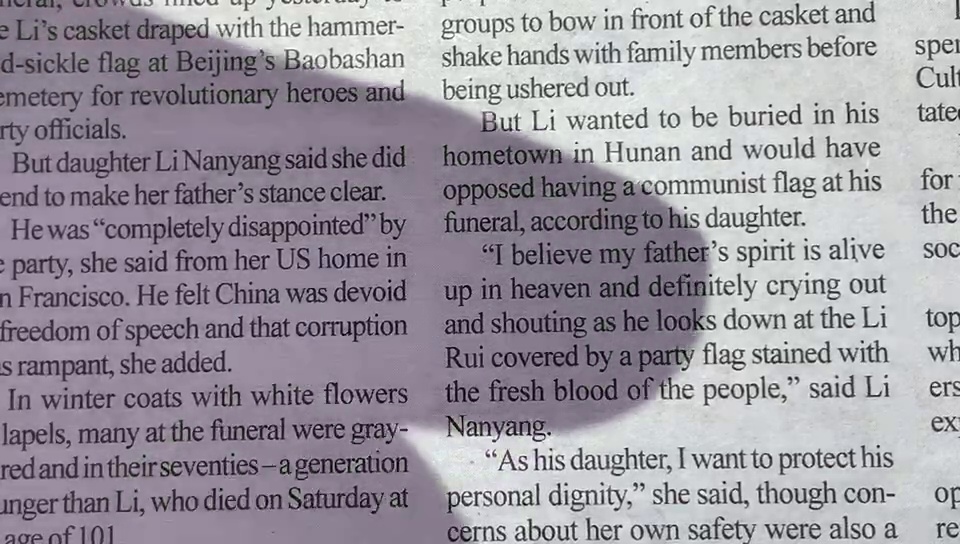 Li's casket draped with the hammer-
d-sickle flag at Beijing's Baobashan
emetery for revolutionary heroes and
rty officials.
But daughter Li Nanyang said she did
end to make her father's stance clear.
He was “completely disappointed” by
party, she said from her US home in
n Francisco. He felt China was devoid
freedom of speech and that corruption
s rampant, she added.
In winter coats with white flowers
lapels, many at the funeral were gray-
red and in their seventies – a generation
unger than Li, who died on Saturday at
age of 101
groups to bow in front of the casket and
shake hands with family members before
being ushered out.
But Li wanted to be buried in his
hometown in Hunan and would have
opposed having a communist flag at his
funeral, according to his daughter.
“I believe my father's spirit is alive
up in heaven and definitely crying out
and shouting as he looks down at the Li
Rui covered by a party flag stained with
the fresh blood of the people,” said Li
Nanyang.
“As his daughter, I want to protect his
personal dignity,” she said, though con-
cerns about her own safety were also a
spe
Cul
tate
for
the
soc
top
wh
ers
ex
op
re